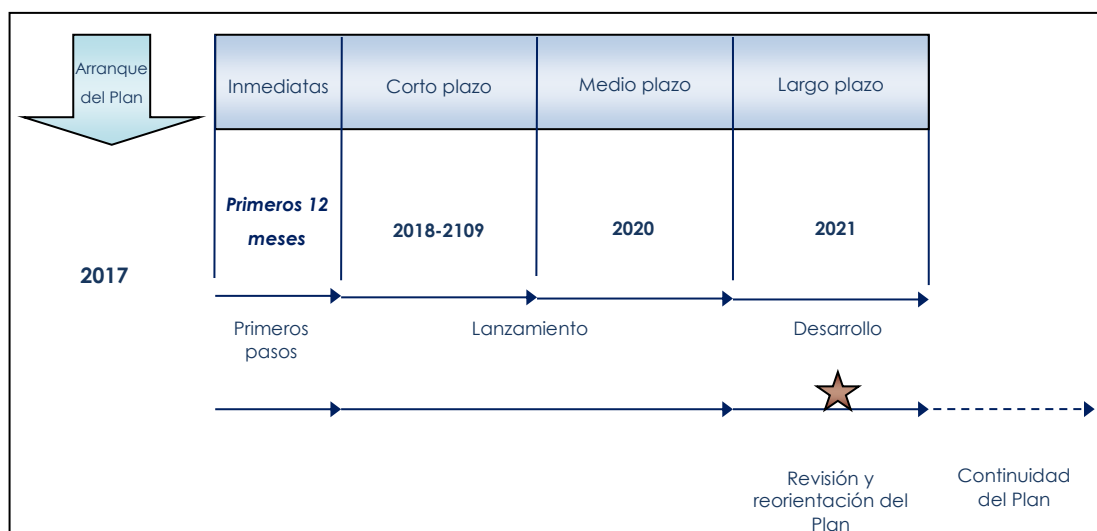 Arranque
del Plan
Inmediatas
Corto plazo
Medio plazo
Largo plazo
Primeros 12
meses
2018-2109
2020
2021
2017
Primeros
pasos
Lanzamiento
Desarrollo
Revisión y
reorientación del
Plan
Continuidad
del Plan